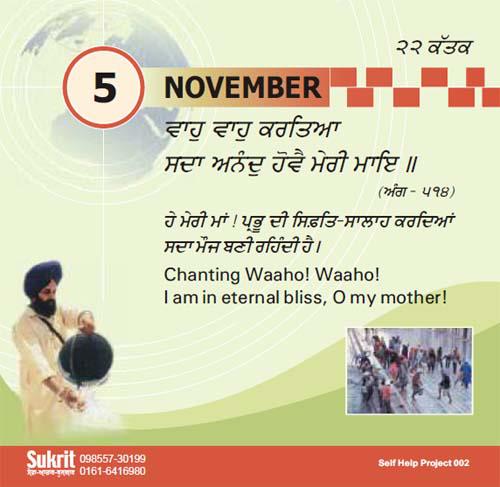 ੨੨ ਕੱਤਕ
5 NOVEMBER
ਵਾਹੁ ਵਾਹੁ ਕਰਤਿਆ
ਸਦਾ ਅਨੰਦੁ ਹੋਵੈ ਮੇਰੀ ਮਾਇ ॥
(ਅੰਗ - ੫੧੪)
ਹੇ ਮੇਰੀ ਮਾਂ ! ਪ੍ਰਭੂ ਦੀ ਸਿਫ਼ਤਿ-ਸਾਲਾਹ ਕਰਦਿਆਂ
ਸਦਾ ਮੌਜ ਬਣੀ ਰਹਿੰਦੀ ਹੈ।
Chanting Waaho! Waaho!
I am in eternal bliss, O my mother!
Sukrit 098557-30199
0161-6416980
Self Help Project 002